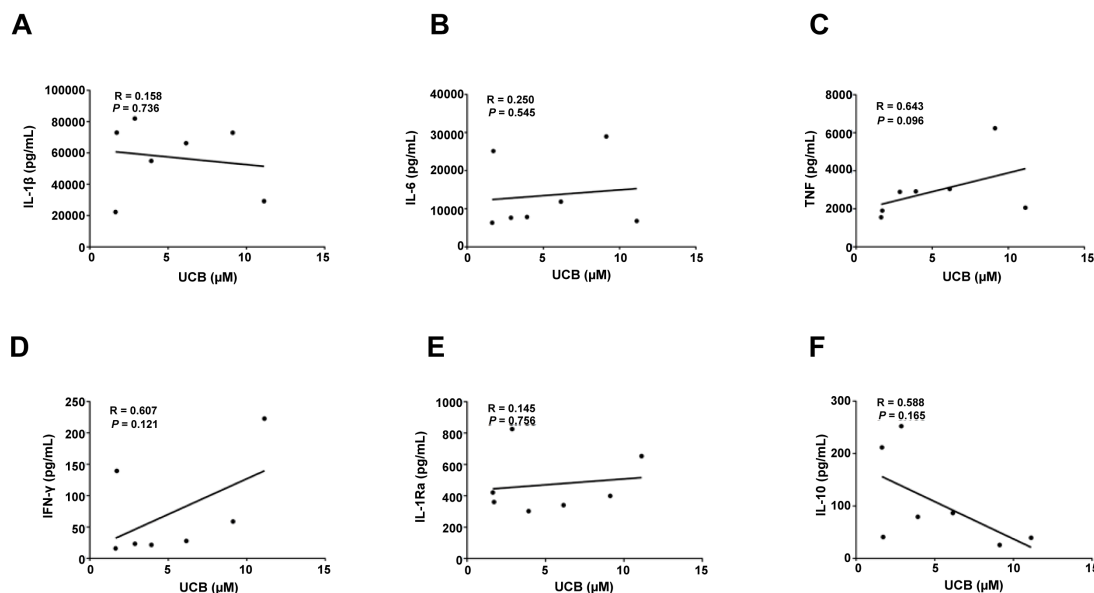 A
B
C
R = 0.158
P = 0.736
100000
80000
60000
40000
20000
0
IL-1β (pg/mL)
0
5
10
15
UCB (μM)
R = 0.250
P = 0.545
40000
30000
20000
10000
0
IL-6 (pg/mL)
0
5
10
15
UCB (μM)
R = 0.643
P = 0.096
8000
6000
4000
2000
0
TNF (pg/mL)
0
5
10
15
UCB (μM)
D
E
F
R = 0.607
P = 0.121
250
200
150
100
50
0
IFN-γ (pg/mL)
0
5
10
15
UCB (μM)
R = 0.145
P = 0.756
1000
800
600
400
200
0
IL-1Ra (pg/mL)
0
5
10
15
UCB (μM)
R = 0.588
P = 0.165
300
200
100
0
IL-10 (pg/mL)
0
5
10
15
UCB (μM)